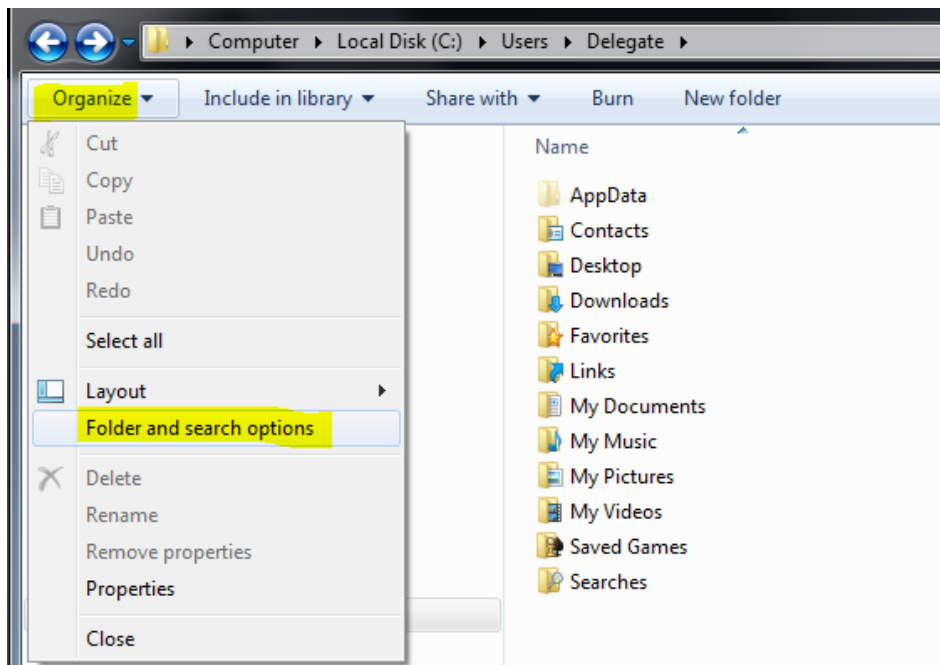 Computer Local Disk (C:) Users Delegate
Organize Include in library Share with Burn New folder
Cut
Copy
Paste
Undo
Redo
Select all
Layout
Folder and search options
Delete
Rename
Remove properties
Properties
Close
Name
AppData
Contacts
Desktop
Downloads
Favorites
Links
My Documents
My Music
My Pictures
My Videos
Saved Games
Searches